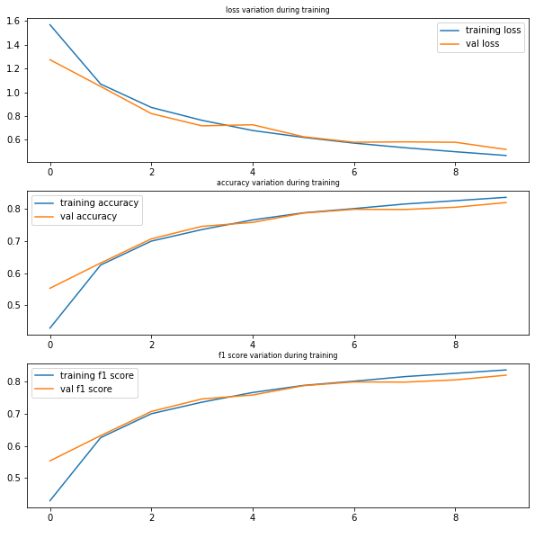 loss variation during training
1.6
1.4
1.2
1.0
0.8
0.6
training loss
val loss
0 2 4 6 8
accuracy variation during training
0.8
0.7
0.6
0.5
training accuracy
val accuracy
0 2 4 6 8
f1 score variation during training
0.8
0.7
0.6
0.5
training f1 score
val f1 score
0 2 4 6 8